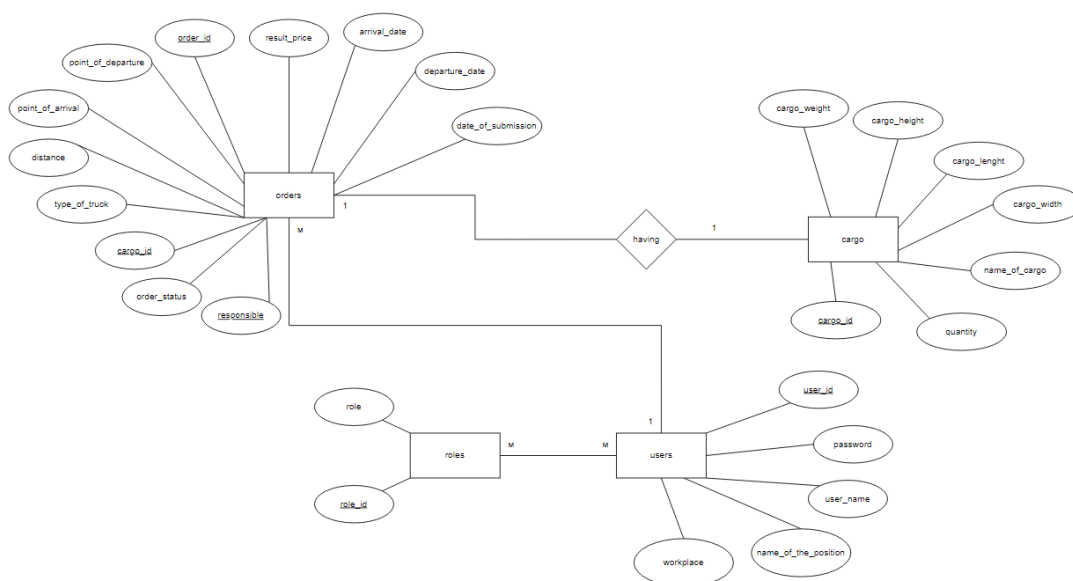 order_id
result_price
arrival_date
point_of_departure
departure_date
point_of_arrival
date_of_submission
distance
type_of_truck
orders
1
M
cargo_id
order_status
responsible
having
1
cargo_weight
cargo_height
cargo_lenght
cargo_width
cargo
name_of_cargo
cargo_id
quantity
role
roles
role_id
M
M
1
users
user_id
password
user_name
name_of_the_position
workplace